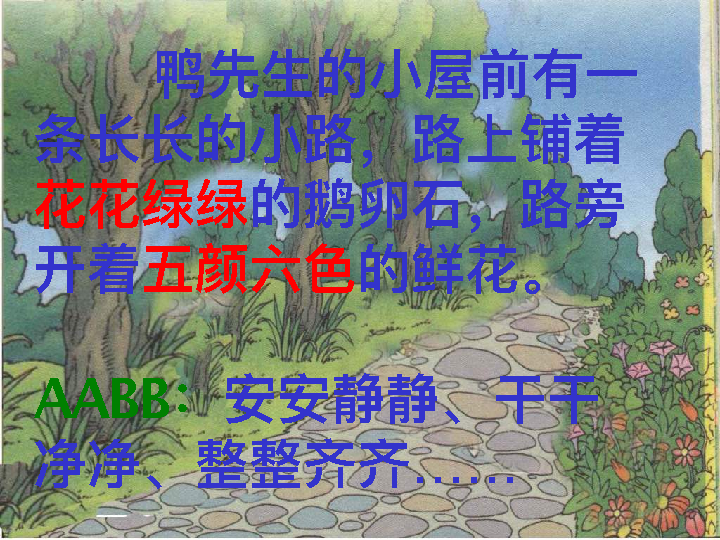 鸭先生的小屋前有一
条长长的小路，路上铺着
花花绿绿的鹅卵石，路旁
开着五颜六色的鲜花。
AABB：安安静静、干干
净净、整整齐齐……